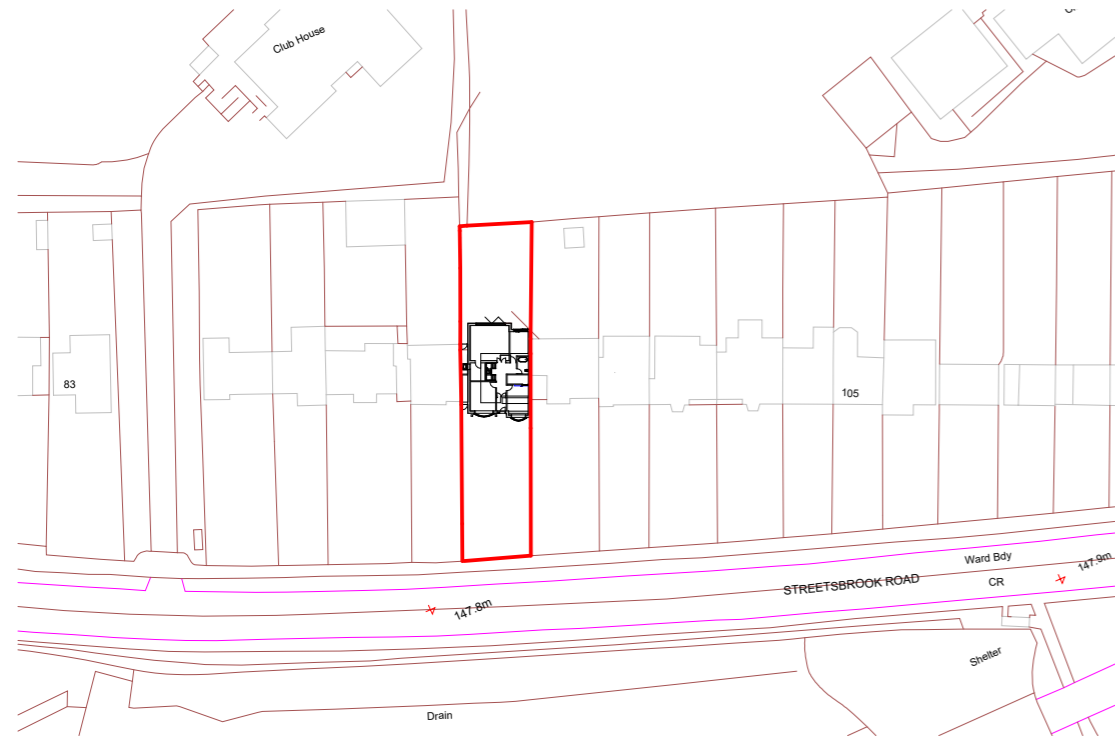 Club House
83
105
Ward Bdy
147.9m
STREETSBROOK ROAD
CR
147.8m
Shelter
Drain